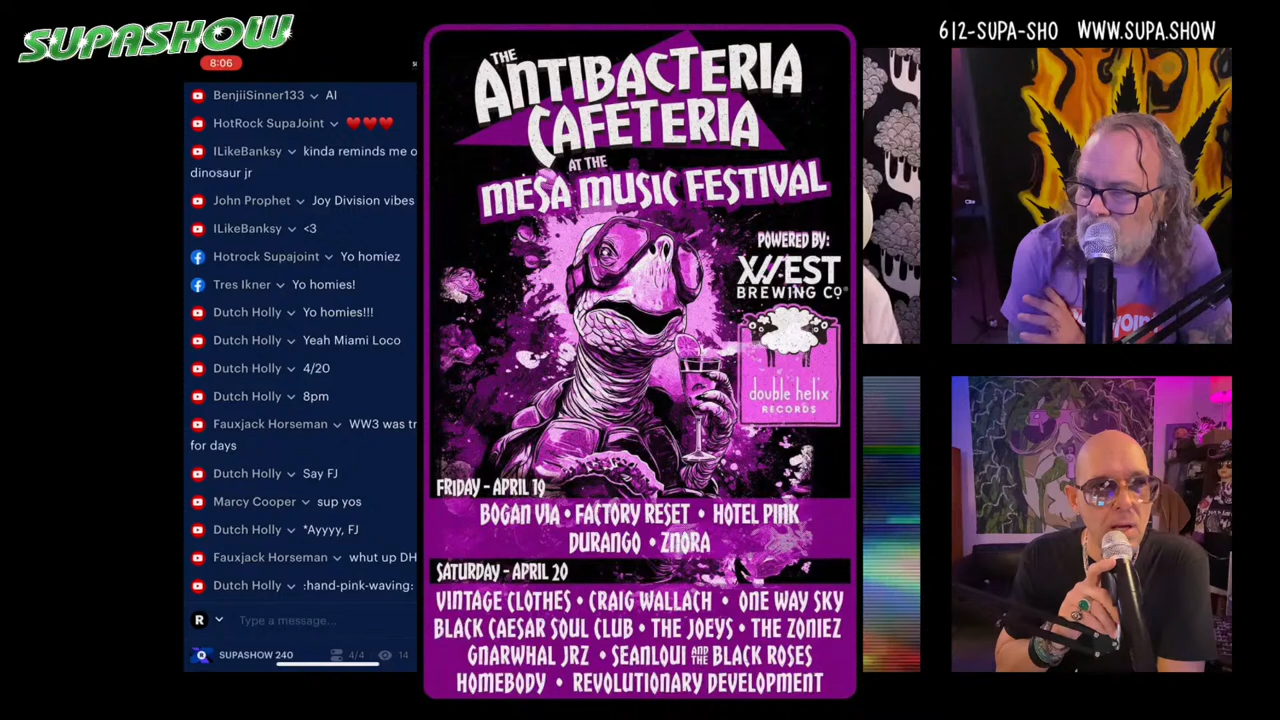 SUPASHOW
612-SUPA-SHO WWW.SUPA.SHOW
8:06
BenjiiSinner133 AI
HotRock SupaJoint ❤️❤️❤️
ILikeBanksy kinda reminds me o
dinosaur jr
John Prophet Joy Division vibes
ILikeBanksy <3
Hotrock Supajoint Yo homiez
Tres Ikner Yo homies!
Dutch Holly Yo homies!!!
Dutch Holly Yeah Miami Loco
Dutch Holly 4/20
Dutch Holly 8pm
Fauxjack Horseman WW3 was tr
for days
Dutch Holly Say FJ
Marcy Cooper sup yos
Dutch Holly *Ayyyy, FJ
Fauxjack Horseman whut up DH
Dutch Holly :hand-pink-waving:
R Type a message...
SUPASHOW 240 4/4 14
THE
ANTIBACTERIA
CAFETERIA
AT THE
MESA MUSIC FESTIVAL
POWERED BY:
XWEST
BREWING CO®
double helix
RECORDS
FRIDAY - APRIL 19
BOGAN VIA • FACTORY RESET • HOTEL PINK
DURANGO • ZNORA
SATURDAY - APRIL 20
VINTAGE CLOTHES • CRAIG WALLACH • ONE WAY SKY
BLACK CAESAR SOUL CLUB • THE JOEYS • THE ZONIEZ
GNARWHAL JRZ • SEANLOUI AND THE BLACK ROSES
HOMEBODY • REVOLUTIONARY DEVELOPMENT